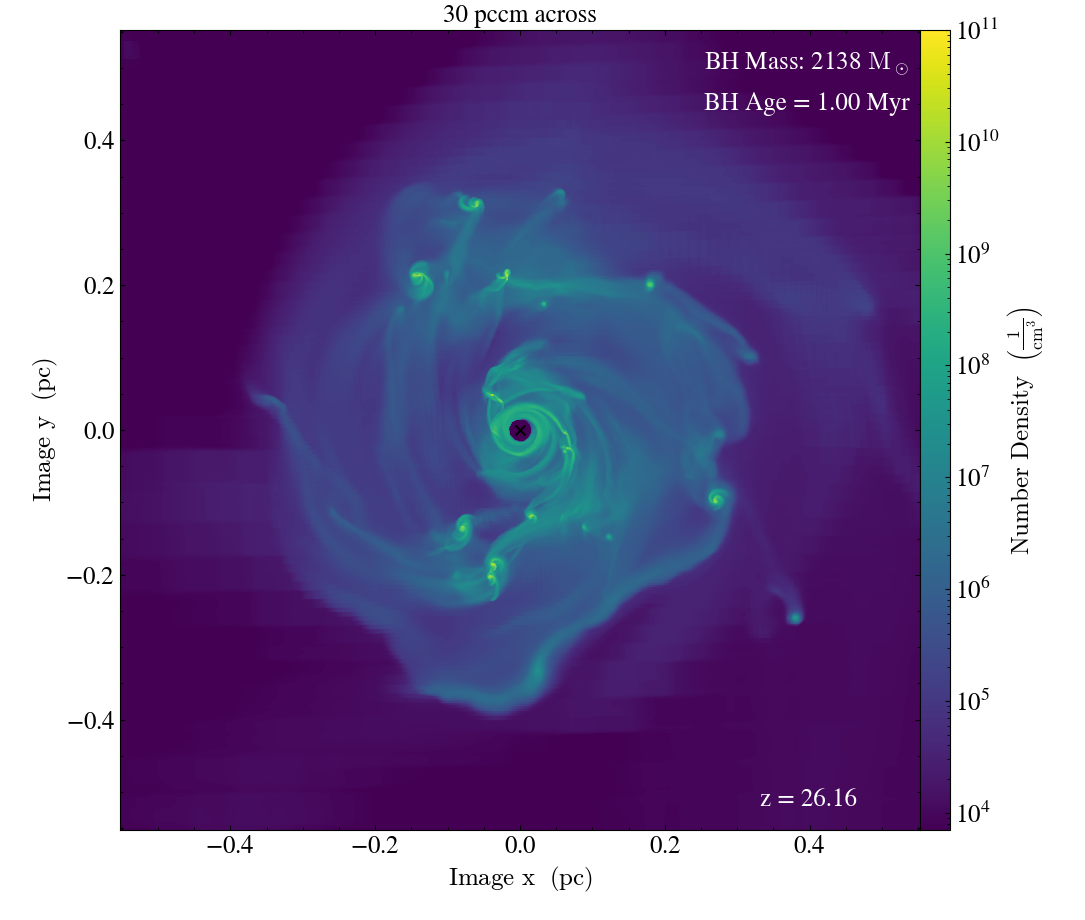 30 pccm across
BH Mass: 2138 M☉
BH Age = 1.00 Myr
z = 26.16
Image y (pc)
0.4
0.2
0.0
−0.2
−0.4
−0.4 −0.2 0.0 0.2 0.4
Image x (pc)
10^11
10^10
10^9
10^8
10^7
10^6
10^5
10^4
Number Density (1/cm^3)